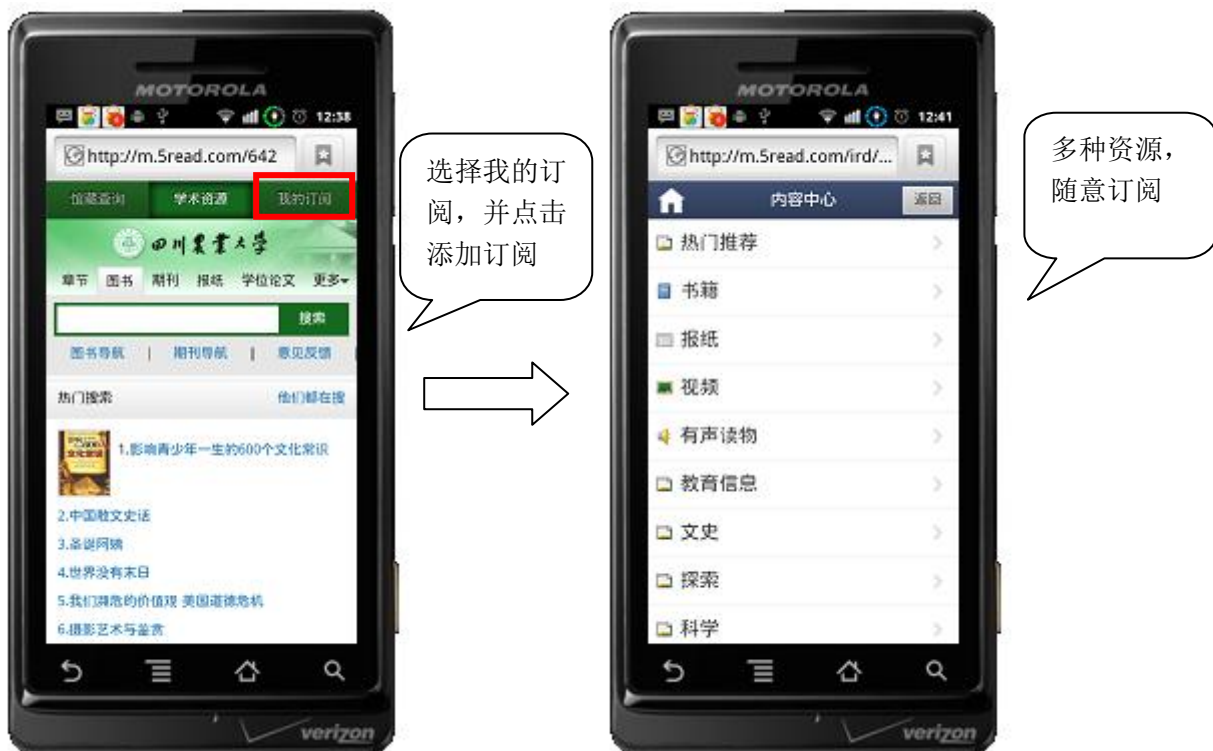 MOTOROLA
12:38
http://m.5read.com/642
馆藏查询 学术资源 我的订阅
四川农业大学
章节 图书 期刊 报纸 学位论文 更多
搜索
图书导航 | 期刊导航 | 意见反馈 |
热门搜索 他们都在搜
1.影响青少年一生的600个文化常识
2.中国散文史话
3.圣诞阿姨
4.世界没有末日
5.我们濒危的价值观 美国道德危机
6.摄影艺术与鉴赏
verizon
选择我的订
阅，并点击
添加订阅
MOTOROLA
12:41
http://m.5read.com/ird/...
内容中心 返回
热门推荐
书籍
报纸
视频
有声读物
教育信息
文史
探索
科学
verizon
多种资源，
随意订阅